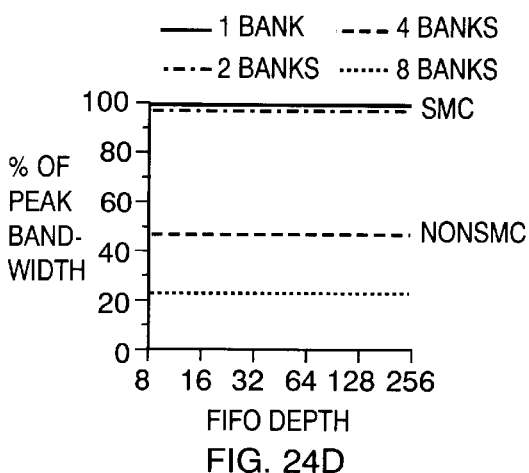 1 BANK
4 BANKS
2 BANKS
8 BANKS
% OF
PEAK
BAND-
WIDTH
100
80
60
40
20
0
SMC
NONSMC
8 16 32 64 128 256
FIFO DEPTH
FIG. 24D